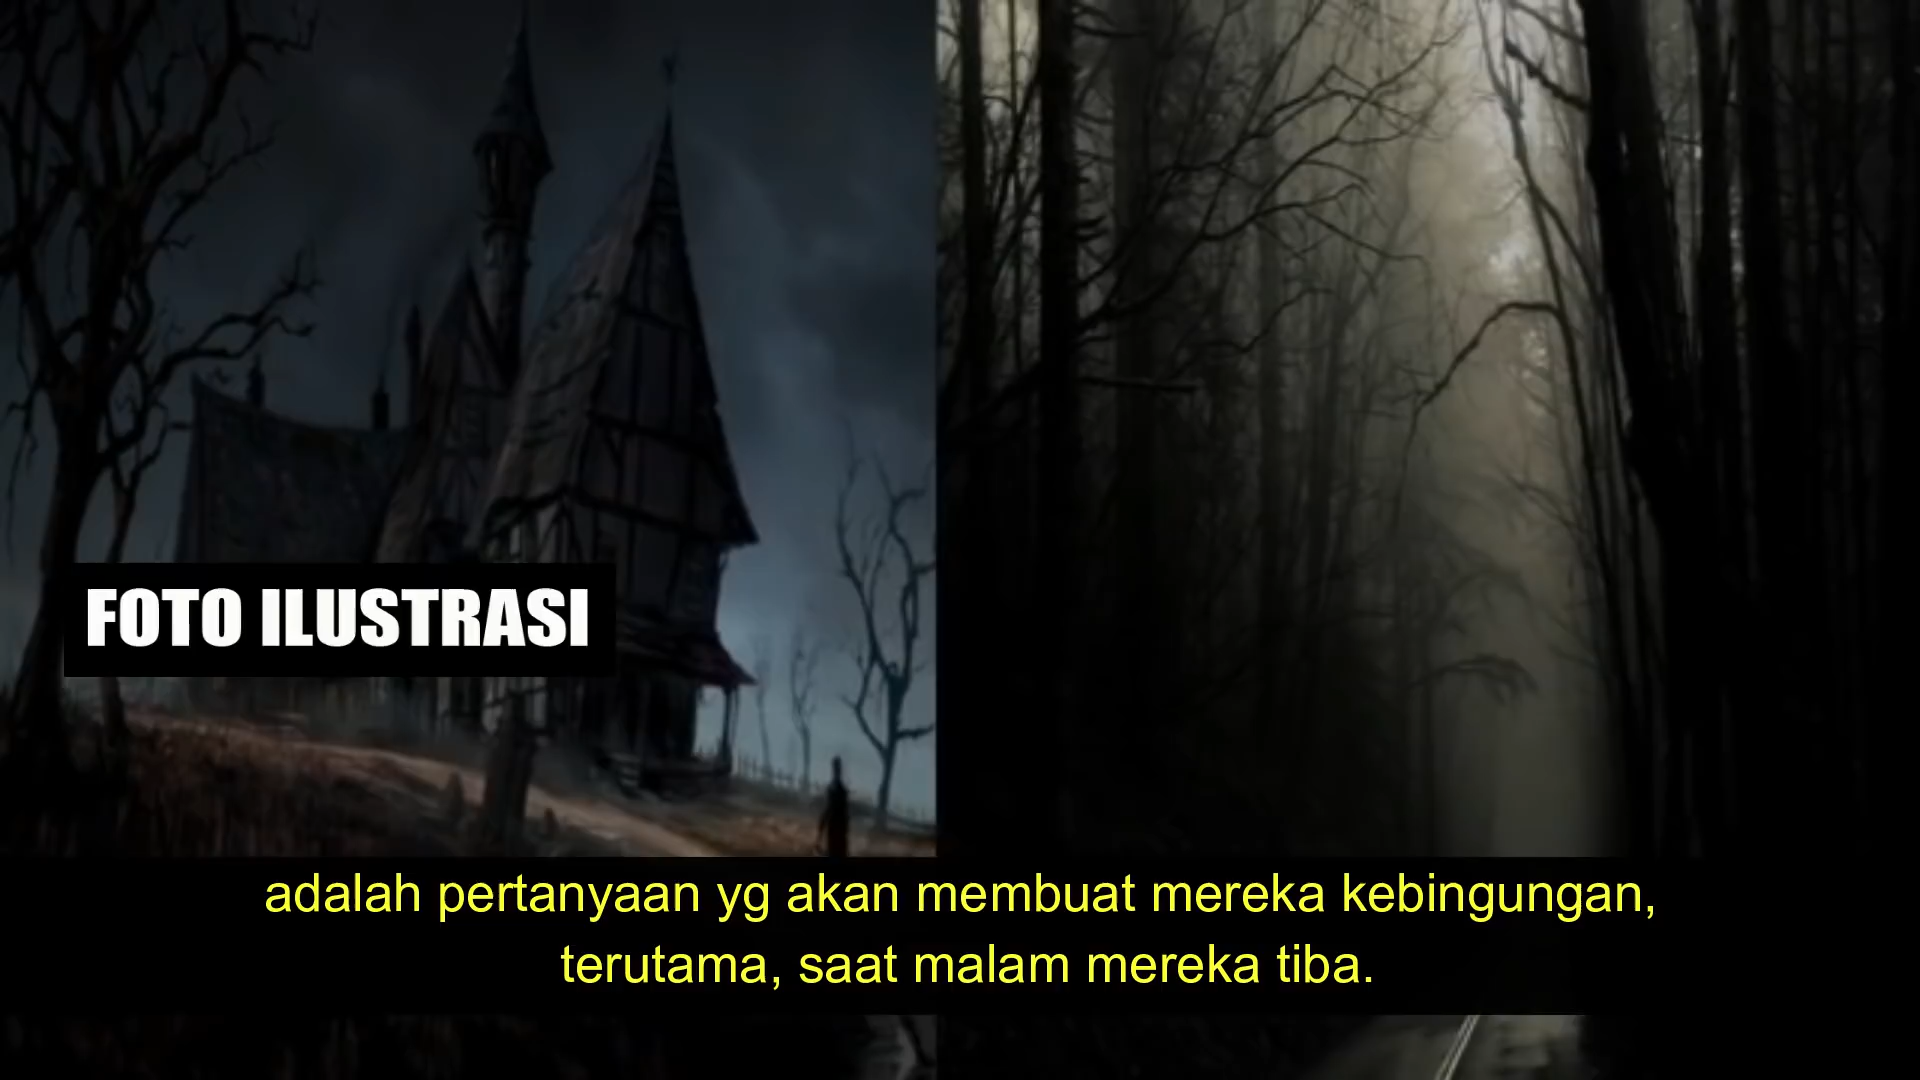 FOTO ILUSTRASI
adalah pertanyaan yg akan membuat mereka kebingungan,
terutama, saat malam mereka tiba.